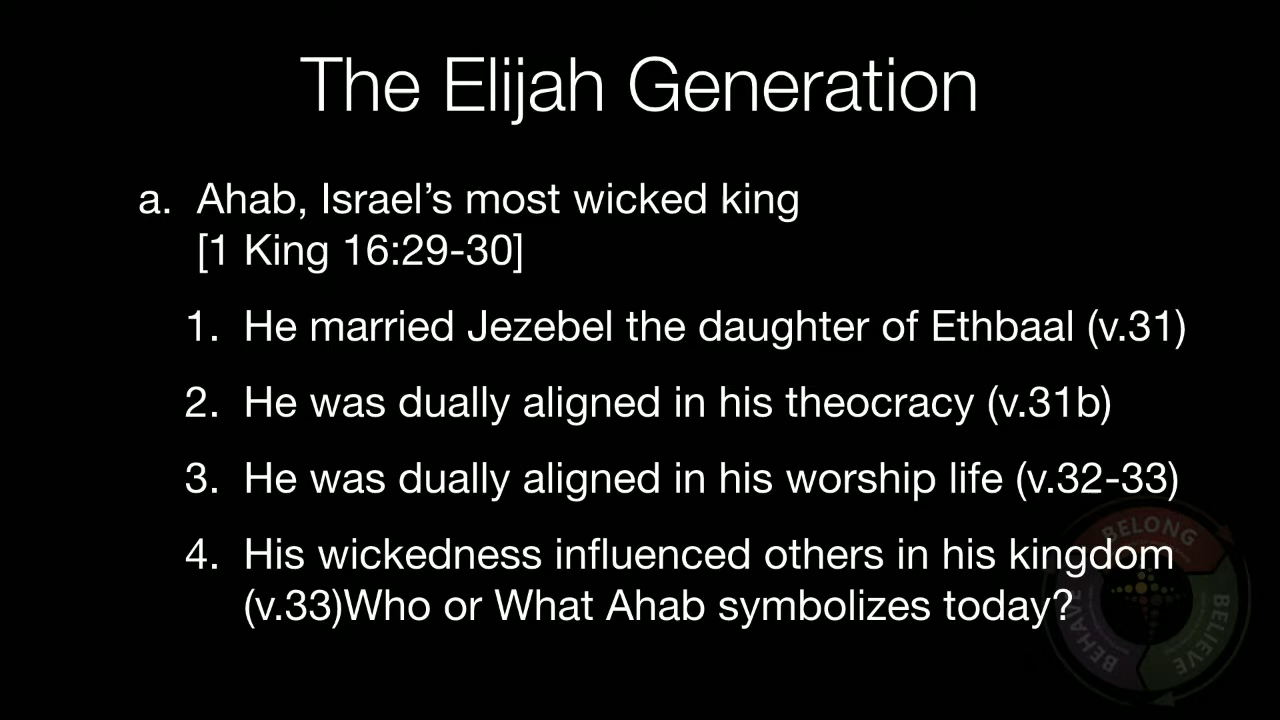 The Elijah Generation
a. Ahab, Israel’s most wicked king
[1 King 16:29-30]
1. He married Jezebel the daughter of Ethbaal (v.31)
2. He was dually aligned in his theocracy (v.31b)
3. He was dually aligned in his worship life (v.32-33)
4. His wickedness influenced others in his kingdom
(v.33)Who or What Ahab symbolizes today?
BELONG
BELIEVE
BEHAVE